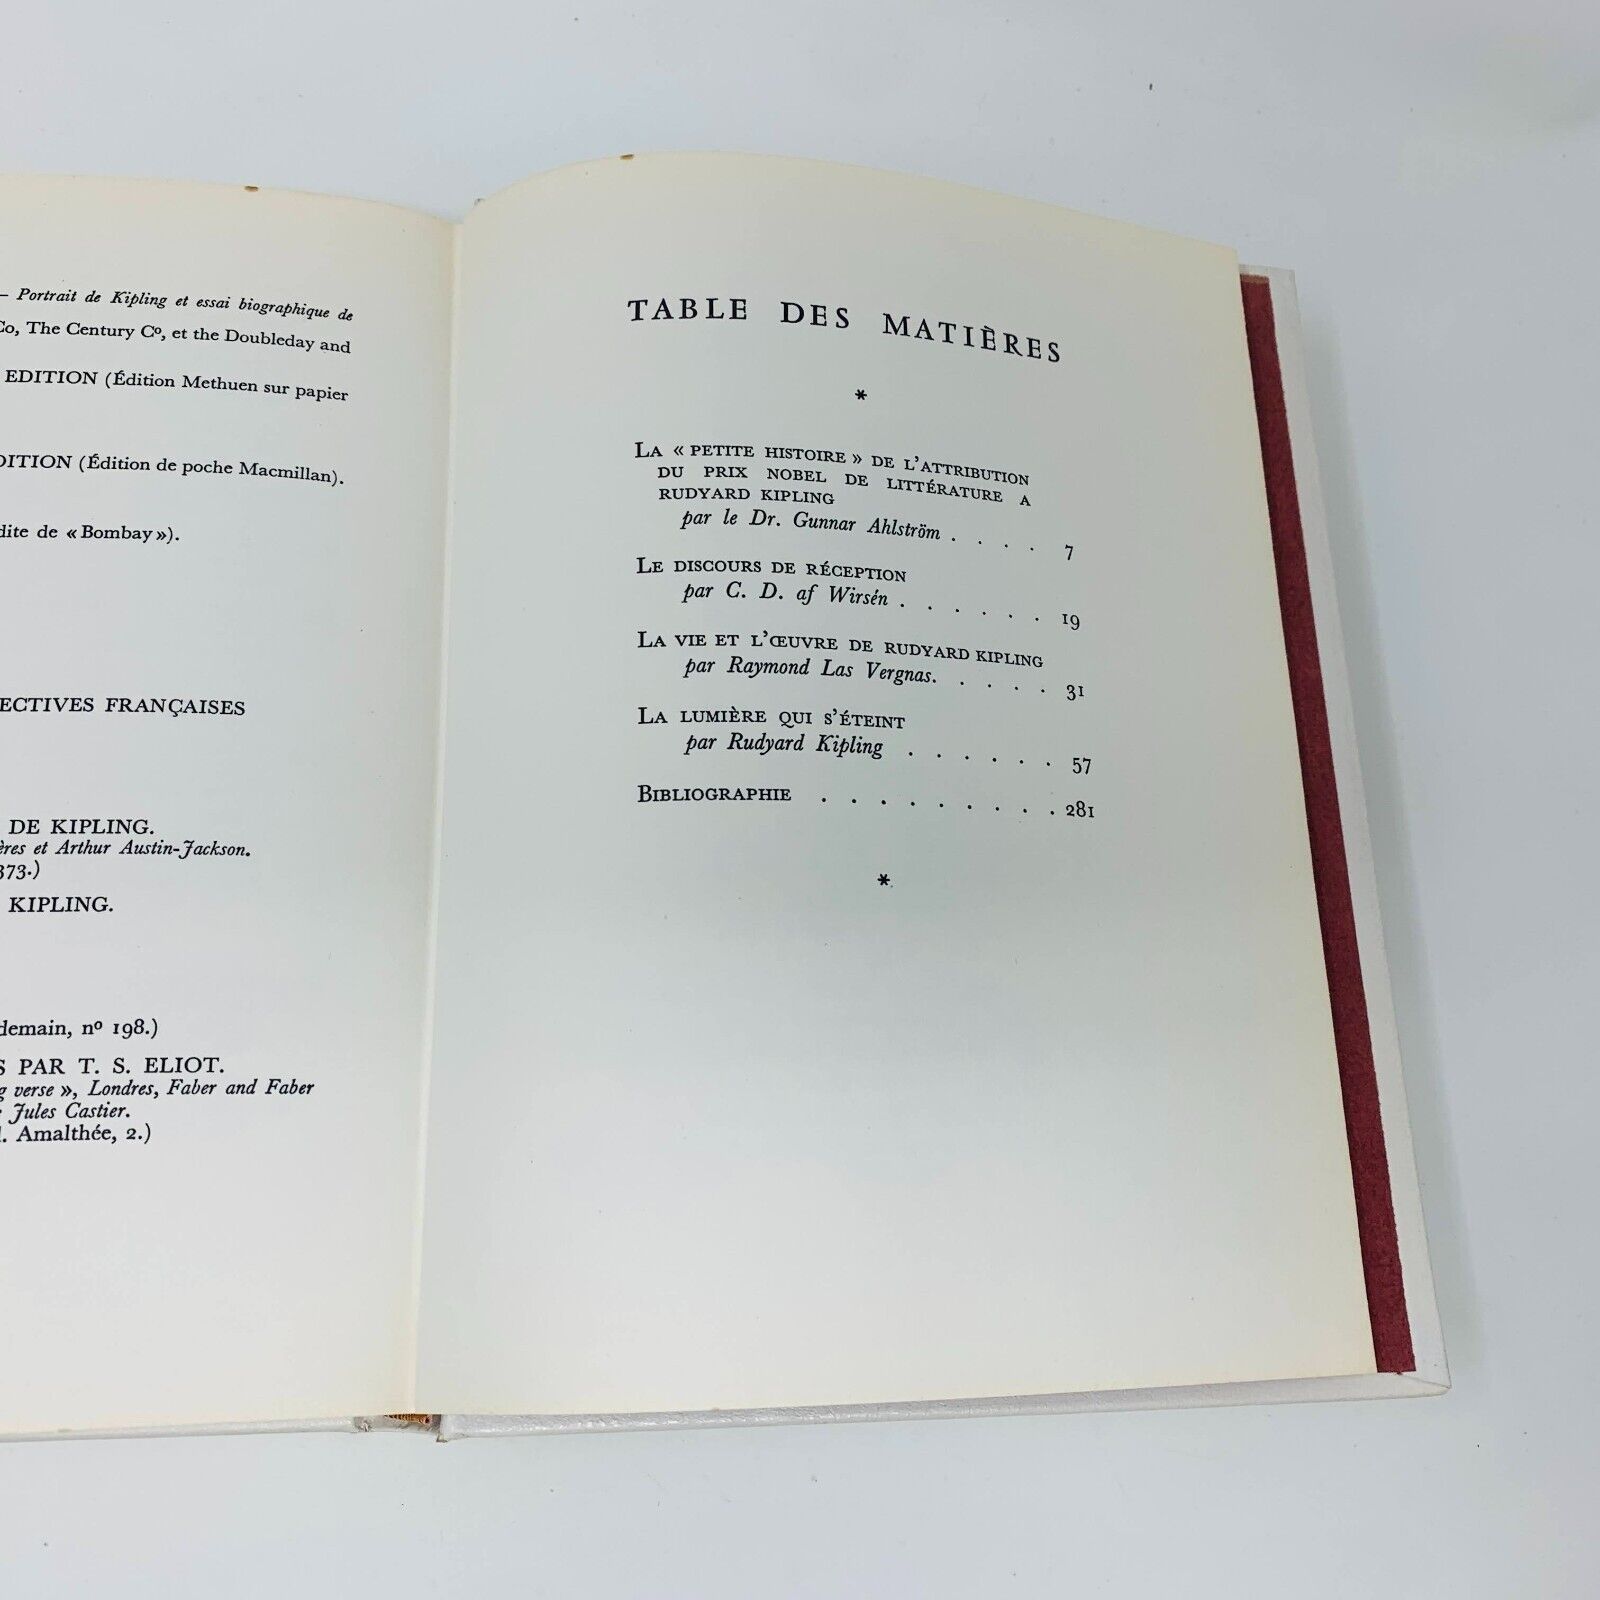 – Portrait de Kipling et essai biographique de
Co, The Century Cº, et the Doubleday and
EDITION (Édition Methuen sur papier
DITION (Édition de poche Macmillan).
dite de « Bombay »).
ECTIVES FRANÇAISES
DE KIPLING.
ères et Arthur Austin-Jackson.
373.)
KIPLING.
demain, nº 198.)
S PAR T. S. ELIOT.
g verse », Londres, Faber and Faber
Jules Castier.
l. Amalthée, 2.)
TABLE DES MATIÈRES
*
LA « PETITE HISTOIRE » DE L'ATTRIBUTION
DU PRIX NOBEL DE LITTÉRATURE A
RUDYARD KIPLING
par le Dr. Gunnar Ahlström . . . . 7
LE DISCOURS DE RÉCEPTION
par C. D. af Wirsén . . . . . . 19
LA VIE ET L'ŒUVRE DE RUDYARD KIPLING
par Raymond Las Vergnas. . . . . 31
LA LUMIÈRE QUI S'ÉTEINT
par Rudyard Kipling . . . . . . 57
BIBLIOGRAPHIE . . . . . . . . . 281
*